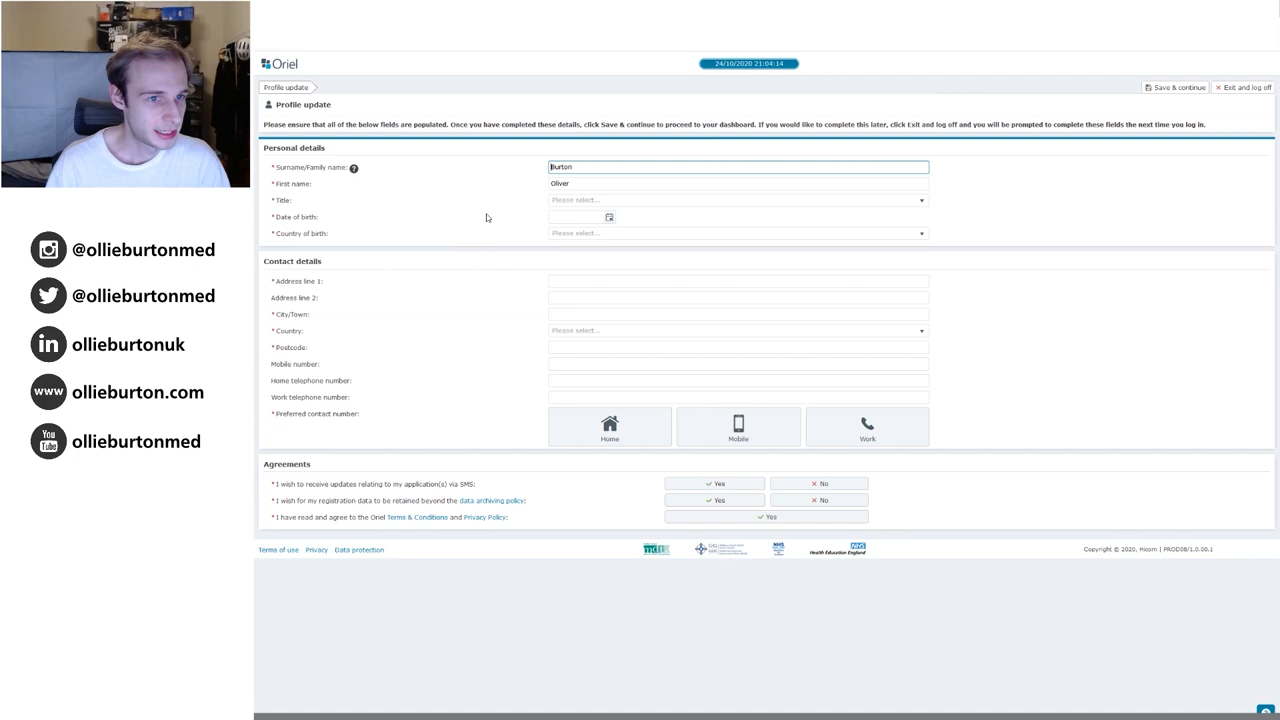 @ollieburtonmed
@ollieburtonmed
in ollieburtonuk
www ollieburton.com
You Tube ollieburtonmed
Oriel
24/10/2020 21:04:14
Profile update
Save & continue
Exit and log off
Profile update
Please ensure that all of the below fields are populated. Once you have completed these details, click Save & continue to proceed to your dashboard. If you would like to complete this later, click Exit and log off and you will be prompted to complete these fields the next time you log in.
Personal details
* Surname/Family name: ? Burton
* First name: Oliver
* Title: Please select...
* Date of birth:
* Country of birth: Please select...
Contact details
* Address line 1:
Address line 2:
* City/Town:
* Country: Please select...
* Postcode:
Mobile number:
Home telephone number:
Work telephone number:
* Preferred contact number:
Home Mobile Work
Agreements
* I wish to receive updates relating to my application(s) via SMS: Yes No
* I wish for my registration data to be retained beyond the data archiving policy: Yes No
* I have read and agree to the Oriel Terms & Conditions and Privacy Policy: Yes
Terms of use Privacy Data protection
NHS
Health Education England
Copyright © 2020, Hicom | PROD08/1.0.00.1